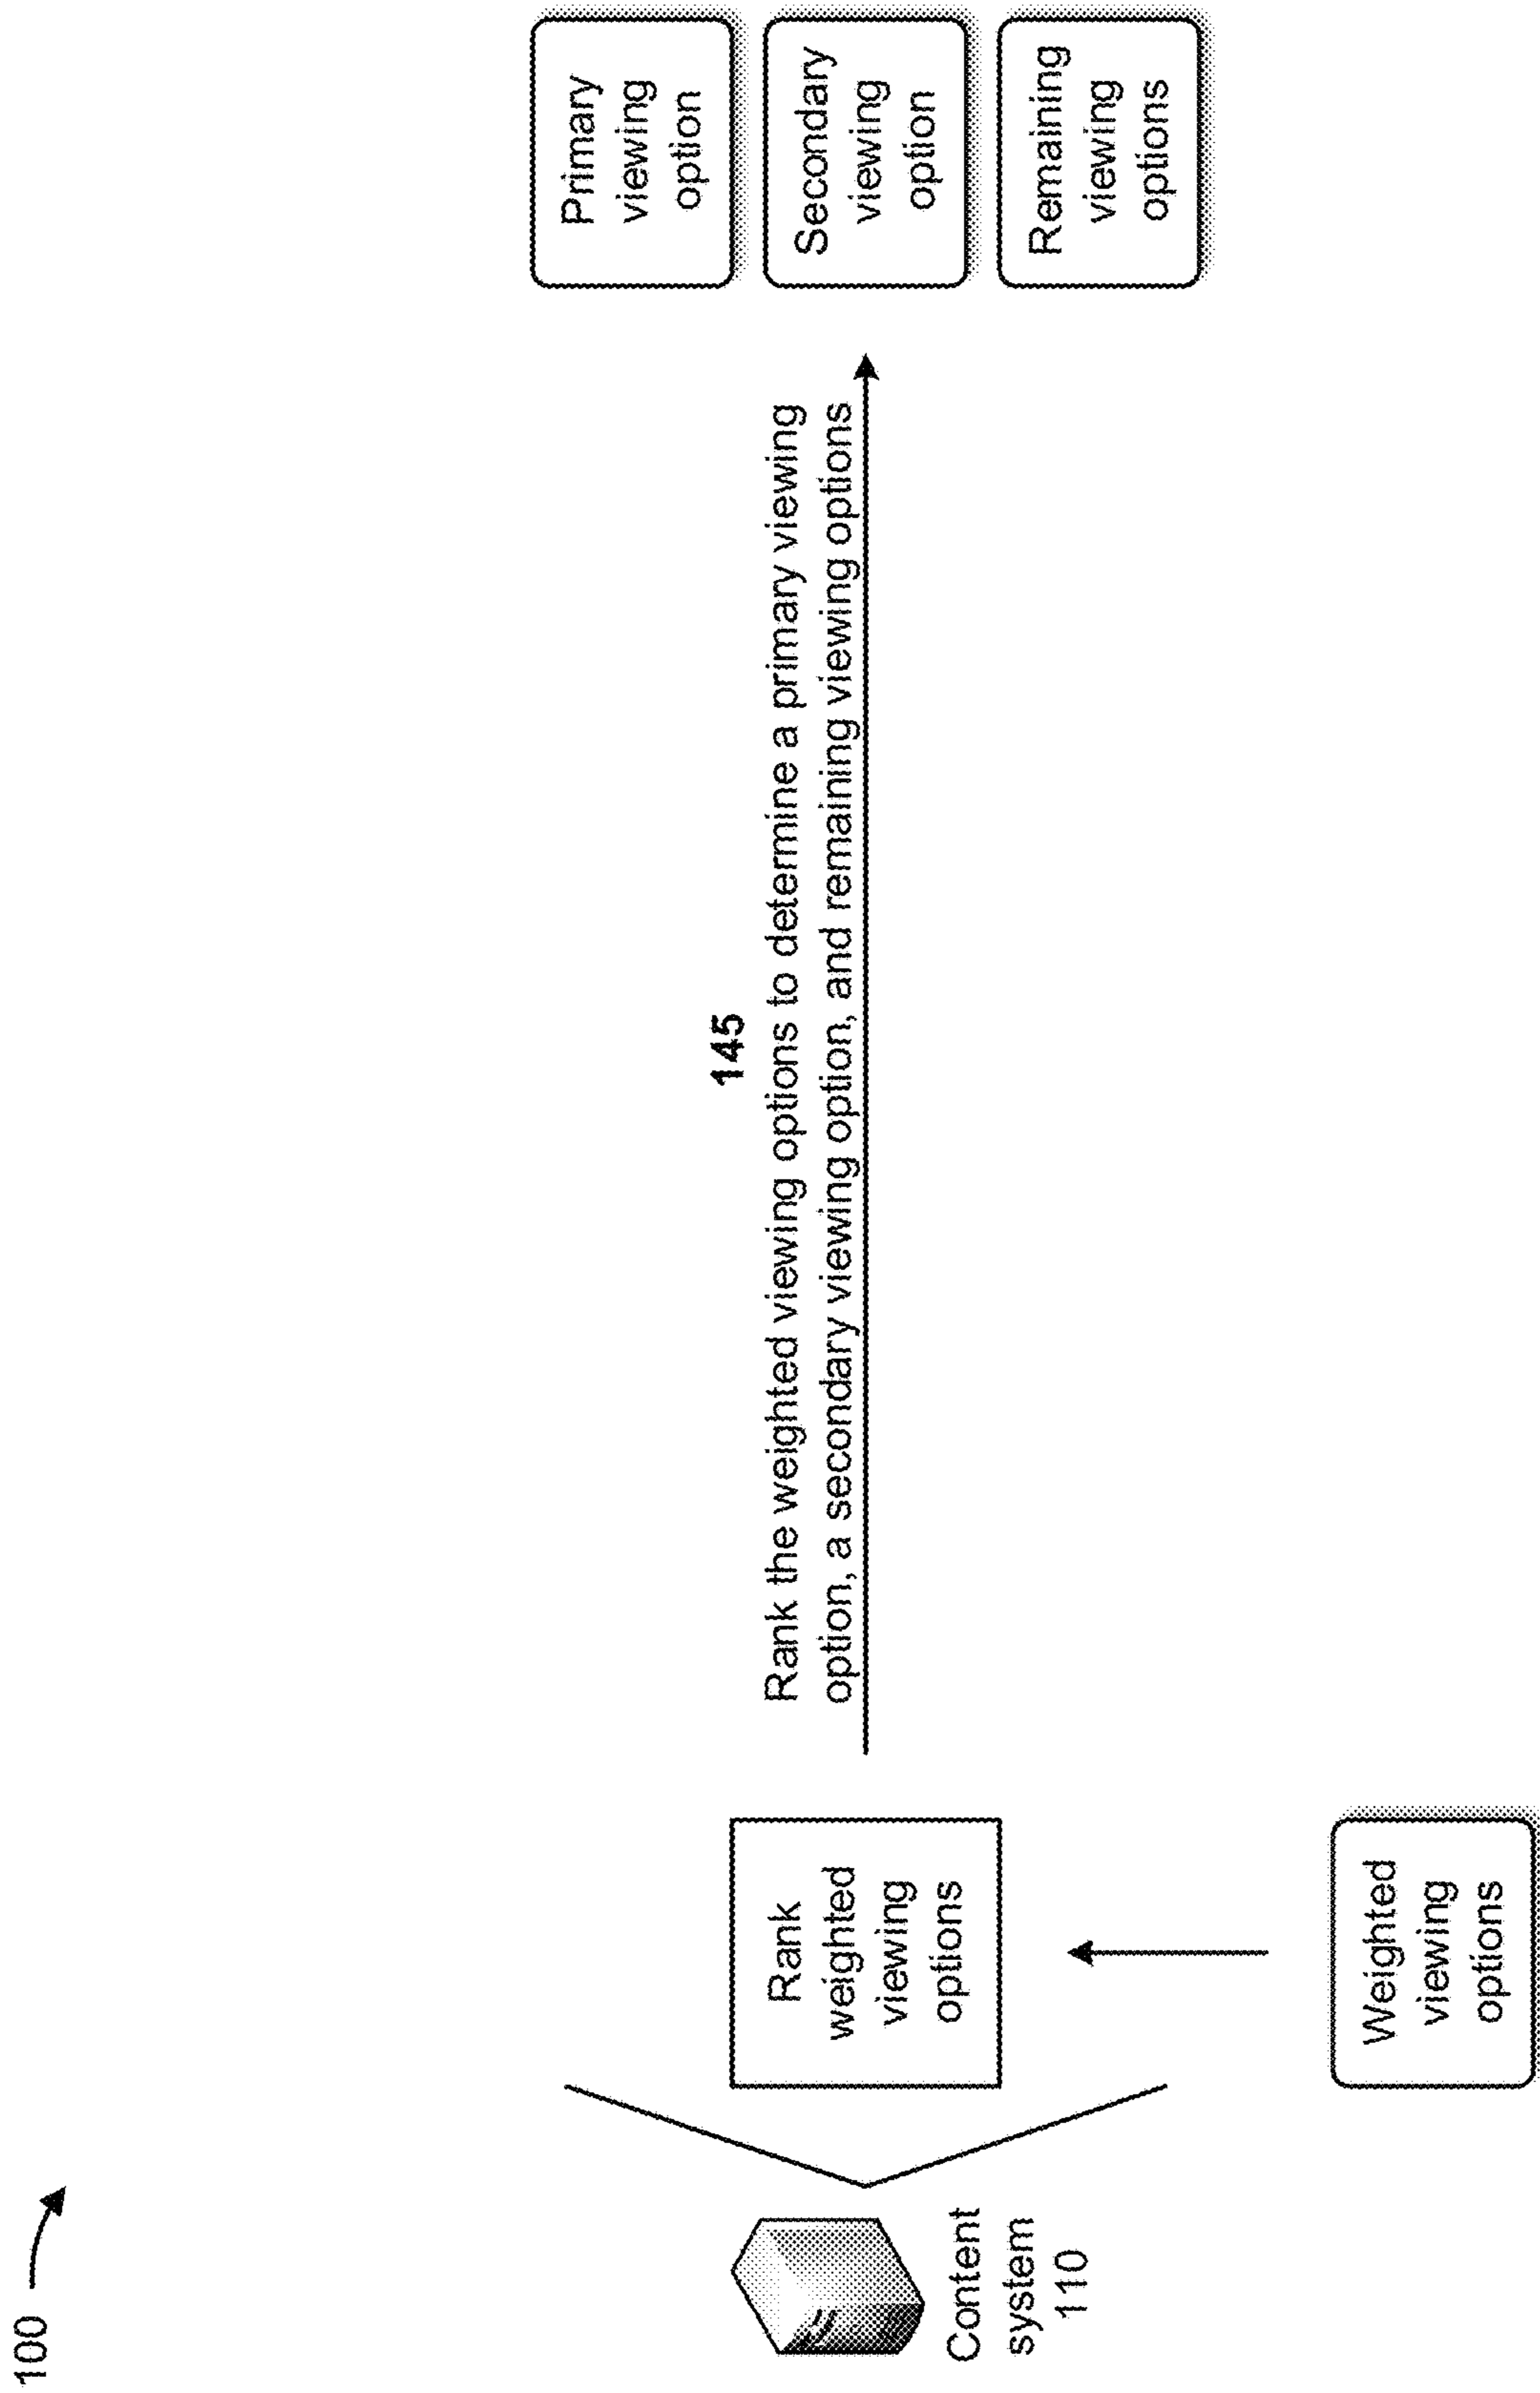 100
145
Rank the weighted viewing options to determine a primary viewing
option, a secondary viewing option, and remaining viewing options
Content
system
110
Rank
weighted
viewing
options
Weighted
viewing
options
Primary
viewing
option
Secondary
viewing
option
Remaining
viewing
options